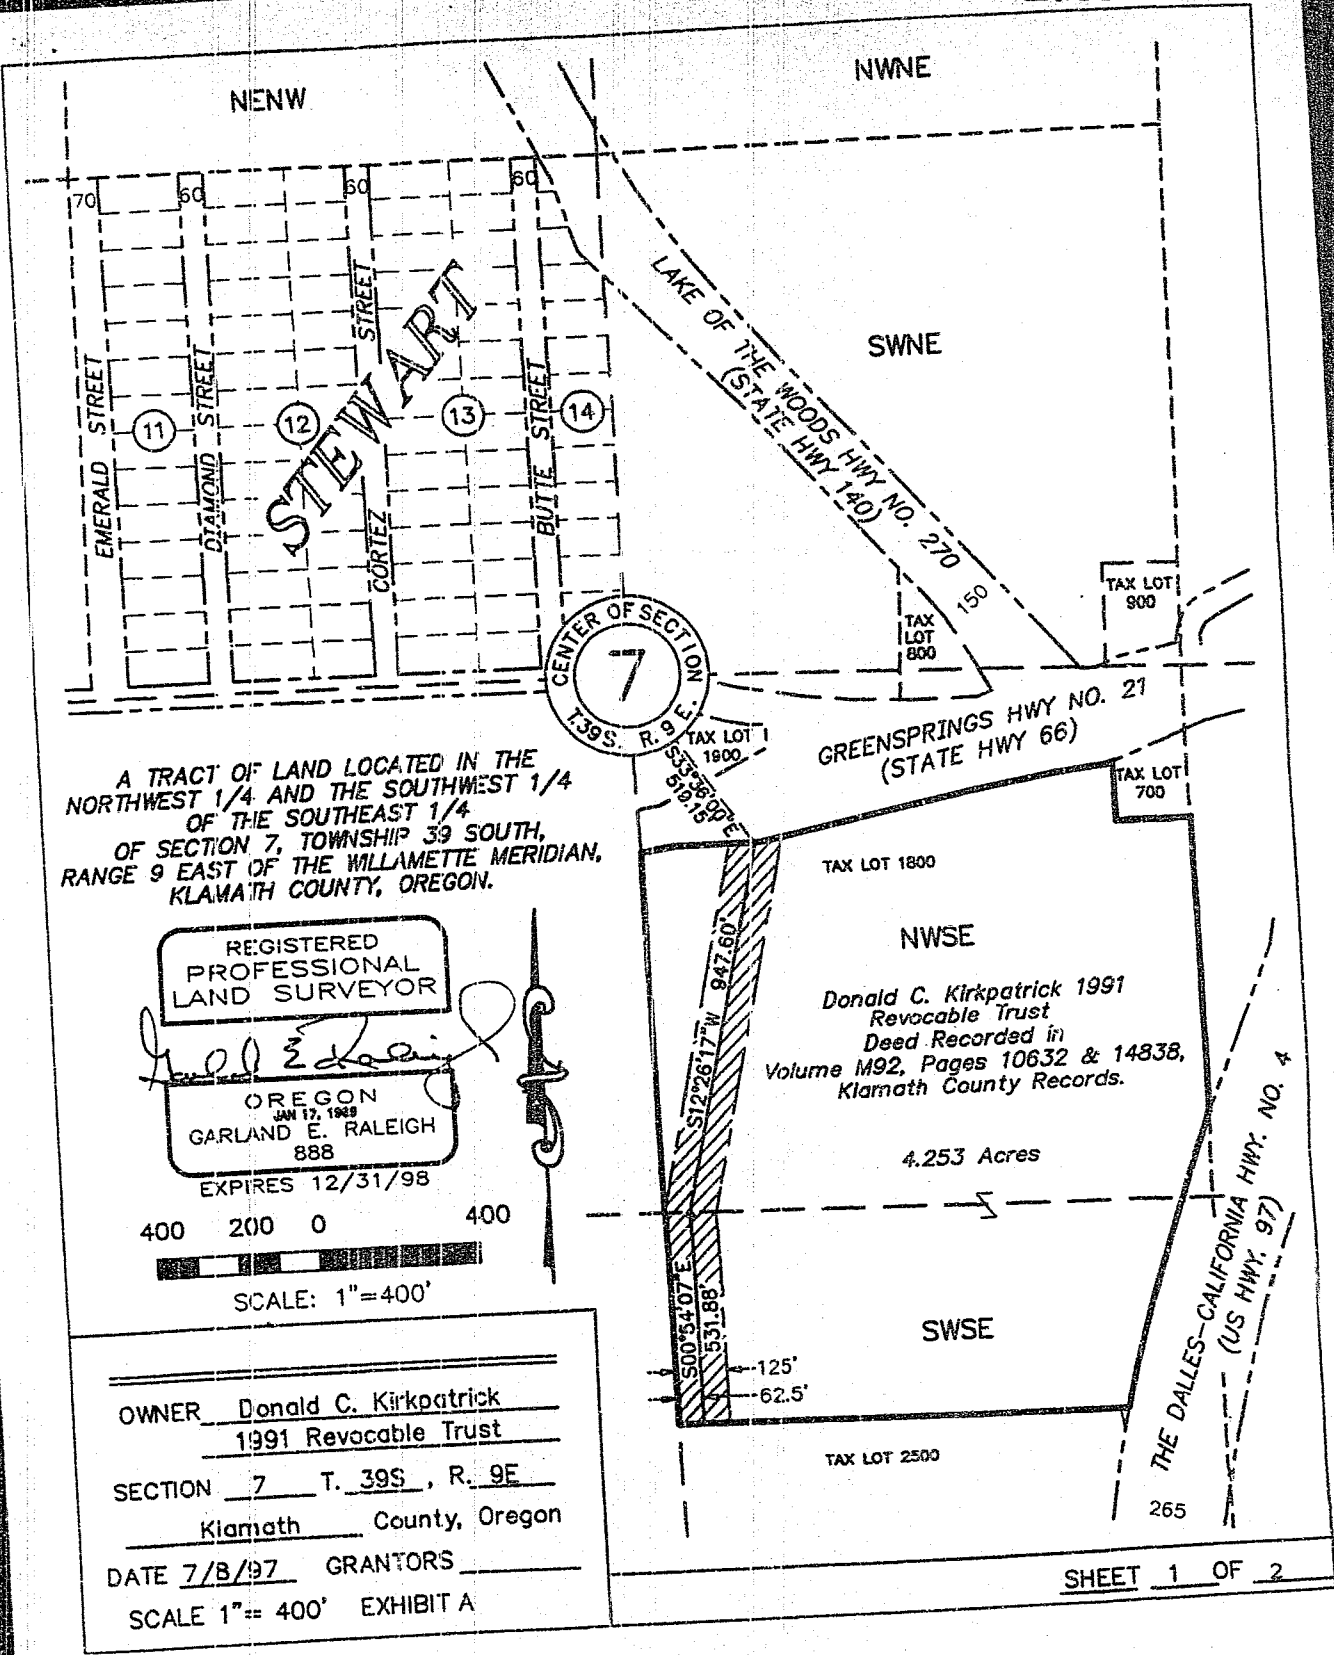 NENW
NWNE
70
60
60
60
LAKE OF THE WOODS HWY NO. 270
(STATE HWY 140)
150
SWNE
STEWART
EMERALD STREET
11
DIAMOND STREET
12
CORTEZ STREET
13
BUTTE STREET
14
TAX LOT
900
TAX
LOT
800
CENTER OF SECTION
7
T.39S. R.9E.
TAX LOT
1900
S33°36'00"E
519.15'
GREENSPRINGS HWY NO. 21
(STATE HWY 66)
TAX LOT
700
A TRACT OF LAND LOCATED IN THE
NORTHWEST 1/4 AND THE SOUTHWEST 1/4
OF THE SOUTHEAST 1/4
OF SECTION 7, TOWNSHIP 39 SOUTH,
RANGE 9 EAST OF THE WILLAMETTE MERIDIAN,
KLAMATH COUNTY, OREGON.
TAX LOT 1800
NWSE
Donald C. Kirkpatrick 1991
Revocable Trust
Deed Recorded in
Volume M92, Pages 10632 & 14838,
Klamath County Records.
4.253 Acres
S12°26'17"W 947.60'
REGISTERED
PROFESSIONAL
LAND SURVEYOR
OREGON
JAN 17, 1969
GARLAND E. RALEIGH
888
EXPIRES 12/31/98
400 200 0 400
SCALE: 1"=400'
S00°54'07"E
531.88'
125'
62.5'
SWSE
TAX LOT 2500
THE DALLES-CALIFORNIA HWY. NO. 4
(US HWY. 97)
265
OWNER Donald C. Kirkpatrick
1991 Revocable Trust
SECTION 7 T. 39S, R. 9E
Klamath County, Oregon
DATE 7/8/97 GRANTORS
SCALE 1"= 400' EXHIBIT A
SHEET 1 OF 2